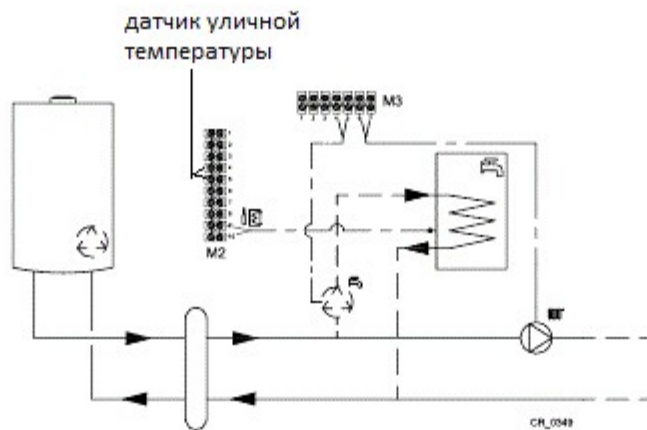 датчик уличной
температуры
M3
M2
CR_0349